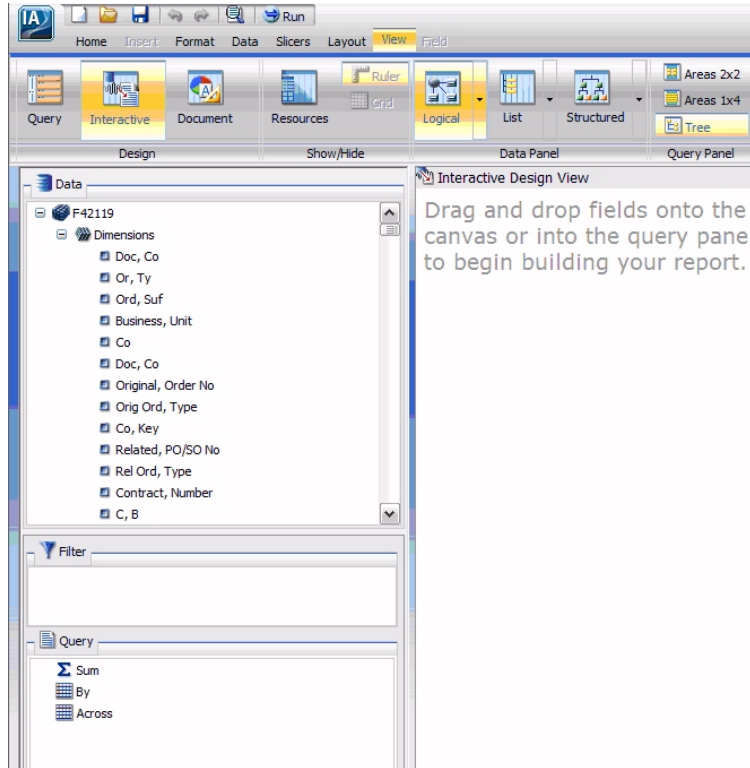 IA
Run
Home Insert Format Data Slicers Layout View Field
Query Interactive Document Resources Ruler Grid Logical List Structured Areas 2x2
Areas 1x4
Tree
Design Show/Hide Data Panel Query Panel
Data
F42119
Dimensions
Doc, Co
Or, Ty
Ord, Suf
Business, Unit
Co
Doc, Co
Original, Order No
Orig Ord, Type
Co, Key
Related, PO/SO No
Rel Ord, Type
Contract, Number
C, B
Filter
Query
Sum
By
Across
Interactive Design View
Drag and drop fields onto the
canvas or into the query pane
to begin building your report.